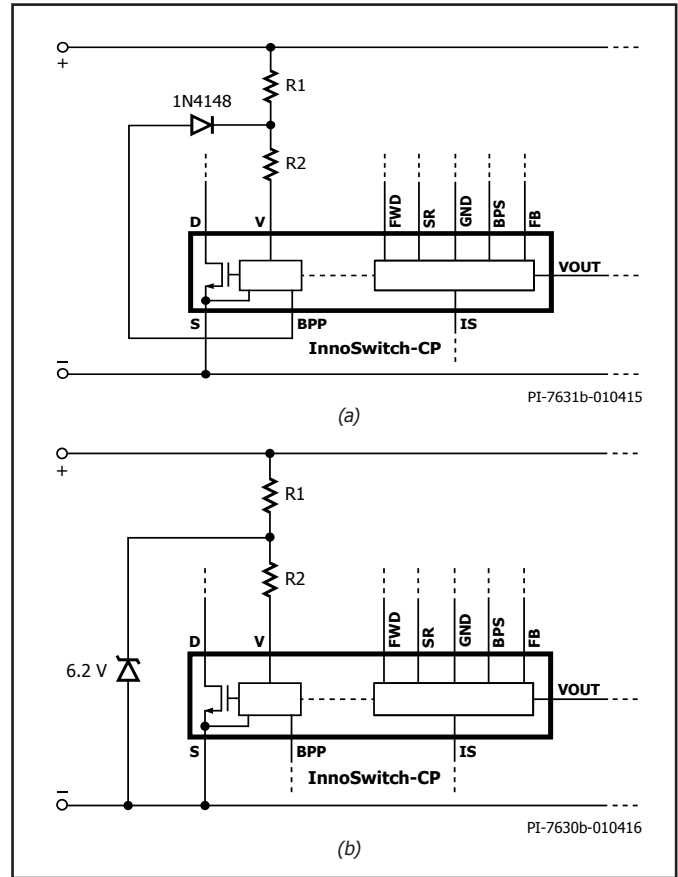 +
R1
1N4148
R2
D
V
FWD
SR
GND
BPS
FB
VOUT
S
BPP
IS
InnoSwitch-CP
−
PI-7631b-010415
(a)
+
R1
R2
D
V
FWD
SR
GND
BPS
FB
6.2 V
VOUT
S
BPP
IS
InnoSwitch-CP
−
PI-7630b-010416
(b)